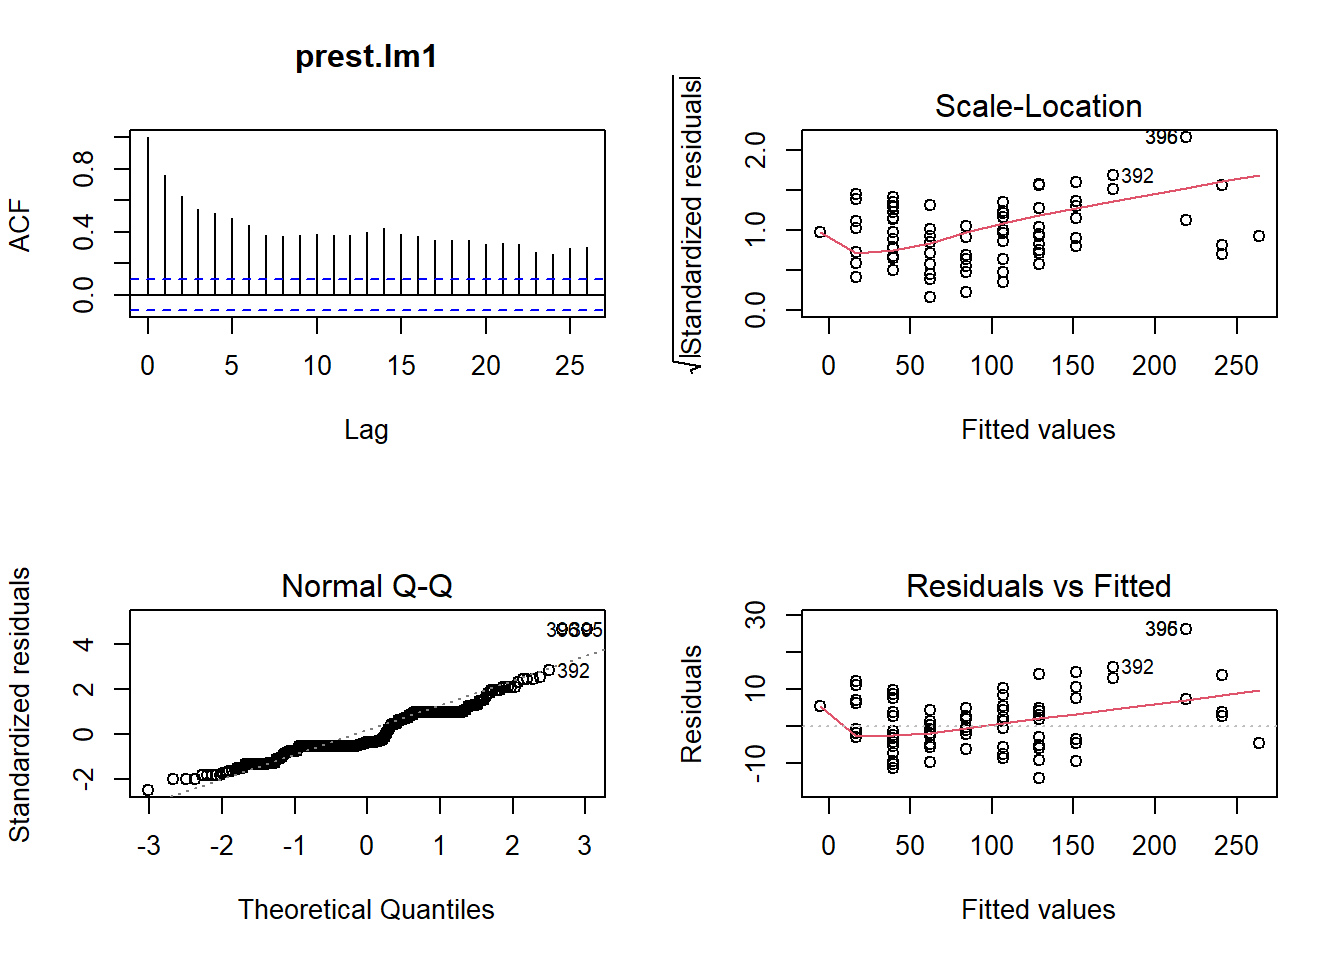 prest.lm1
ACF
0.0 0.4 0.8
0 5 10 15 20 25
Lag
Scale-Location
√|Standardized residuals|
0.0 1.0 2.0
396
392
0 50 100 150 200 250
Fitted values
Normal Q-Q
Standardized residuals
-2 0 2 4
396
395
392
-3 -2 -1 0 1 2 3
Theoretical Quantiles
Residuals vs Fitted
Residuals
-10 10 30
396
392
0 50 100 150 200 250
Fitted values